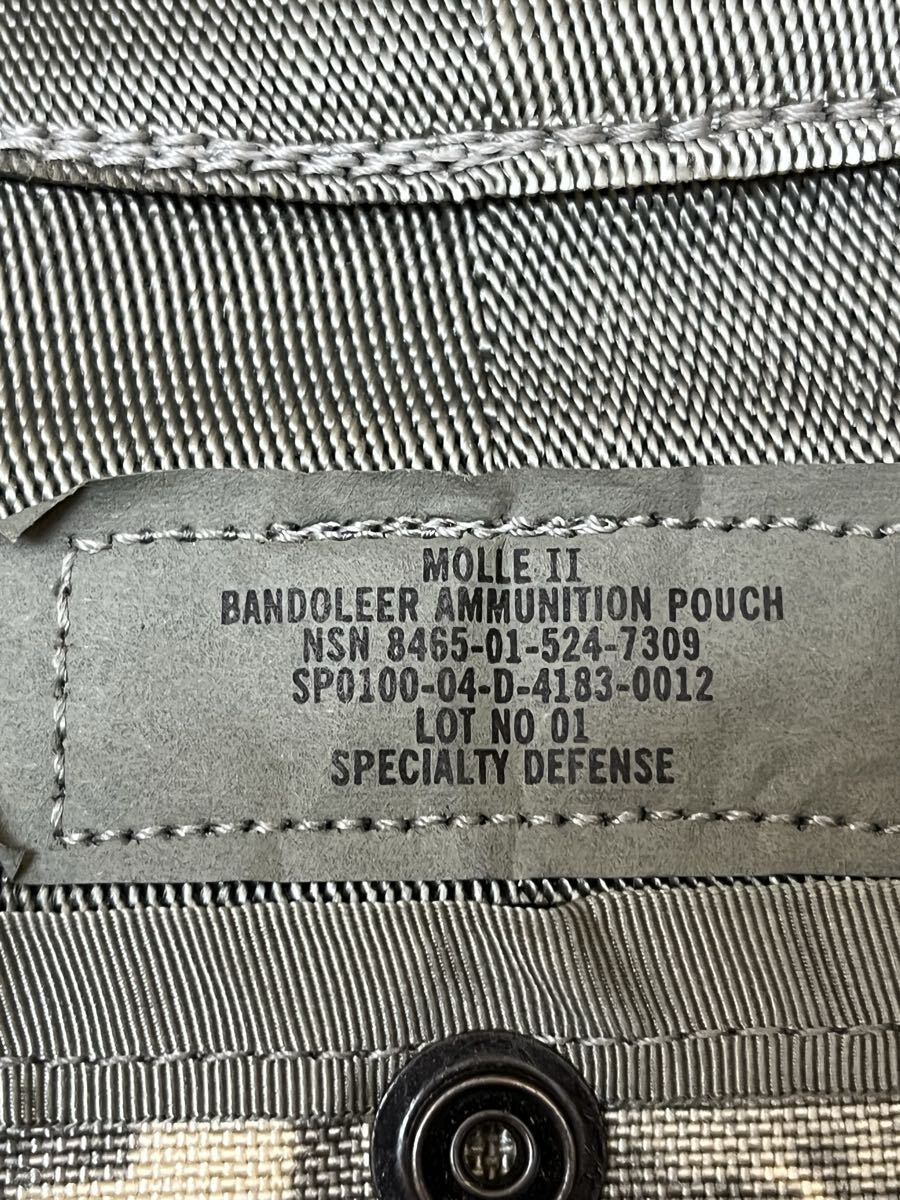 MOLLE II
BANDOLEER AMMUNITION POUCH
NSN 8465-01-524-7309
SP0100-04-D-4183-0012
LOT NO 01
SPECIALTY DEFENSE